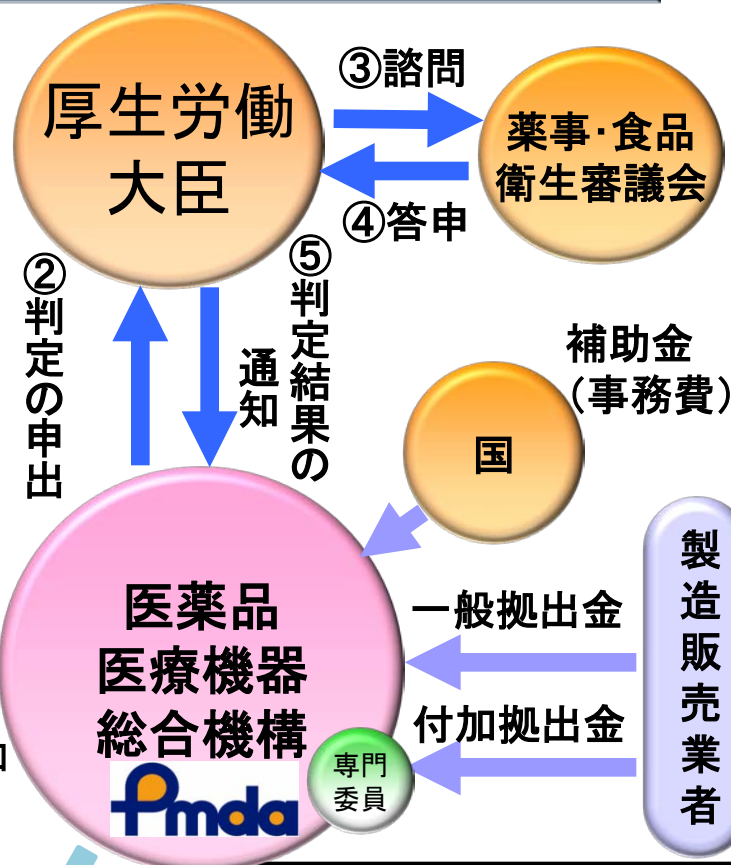 厚生労働
大臣
③諮問
④答申
薬事・食品
衛生審議会
②判定の申出
⑤判定結果の
通知
補助金
（事務費）
国
医薬品
医療機器
総合機構
Pmda
専門
委員
一般拠出金
付加拠出金
製造販売業者